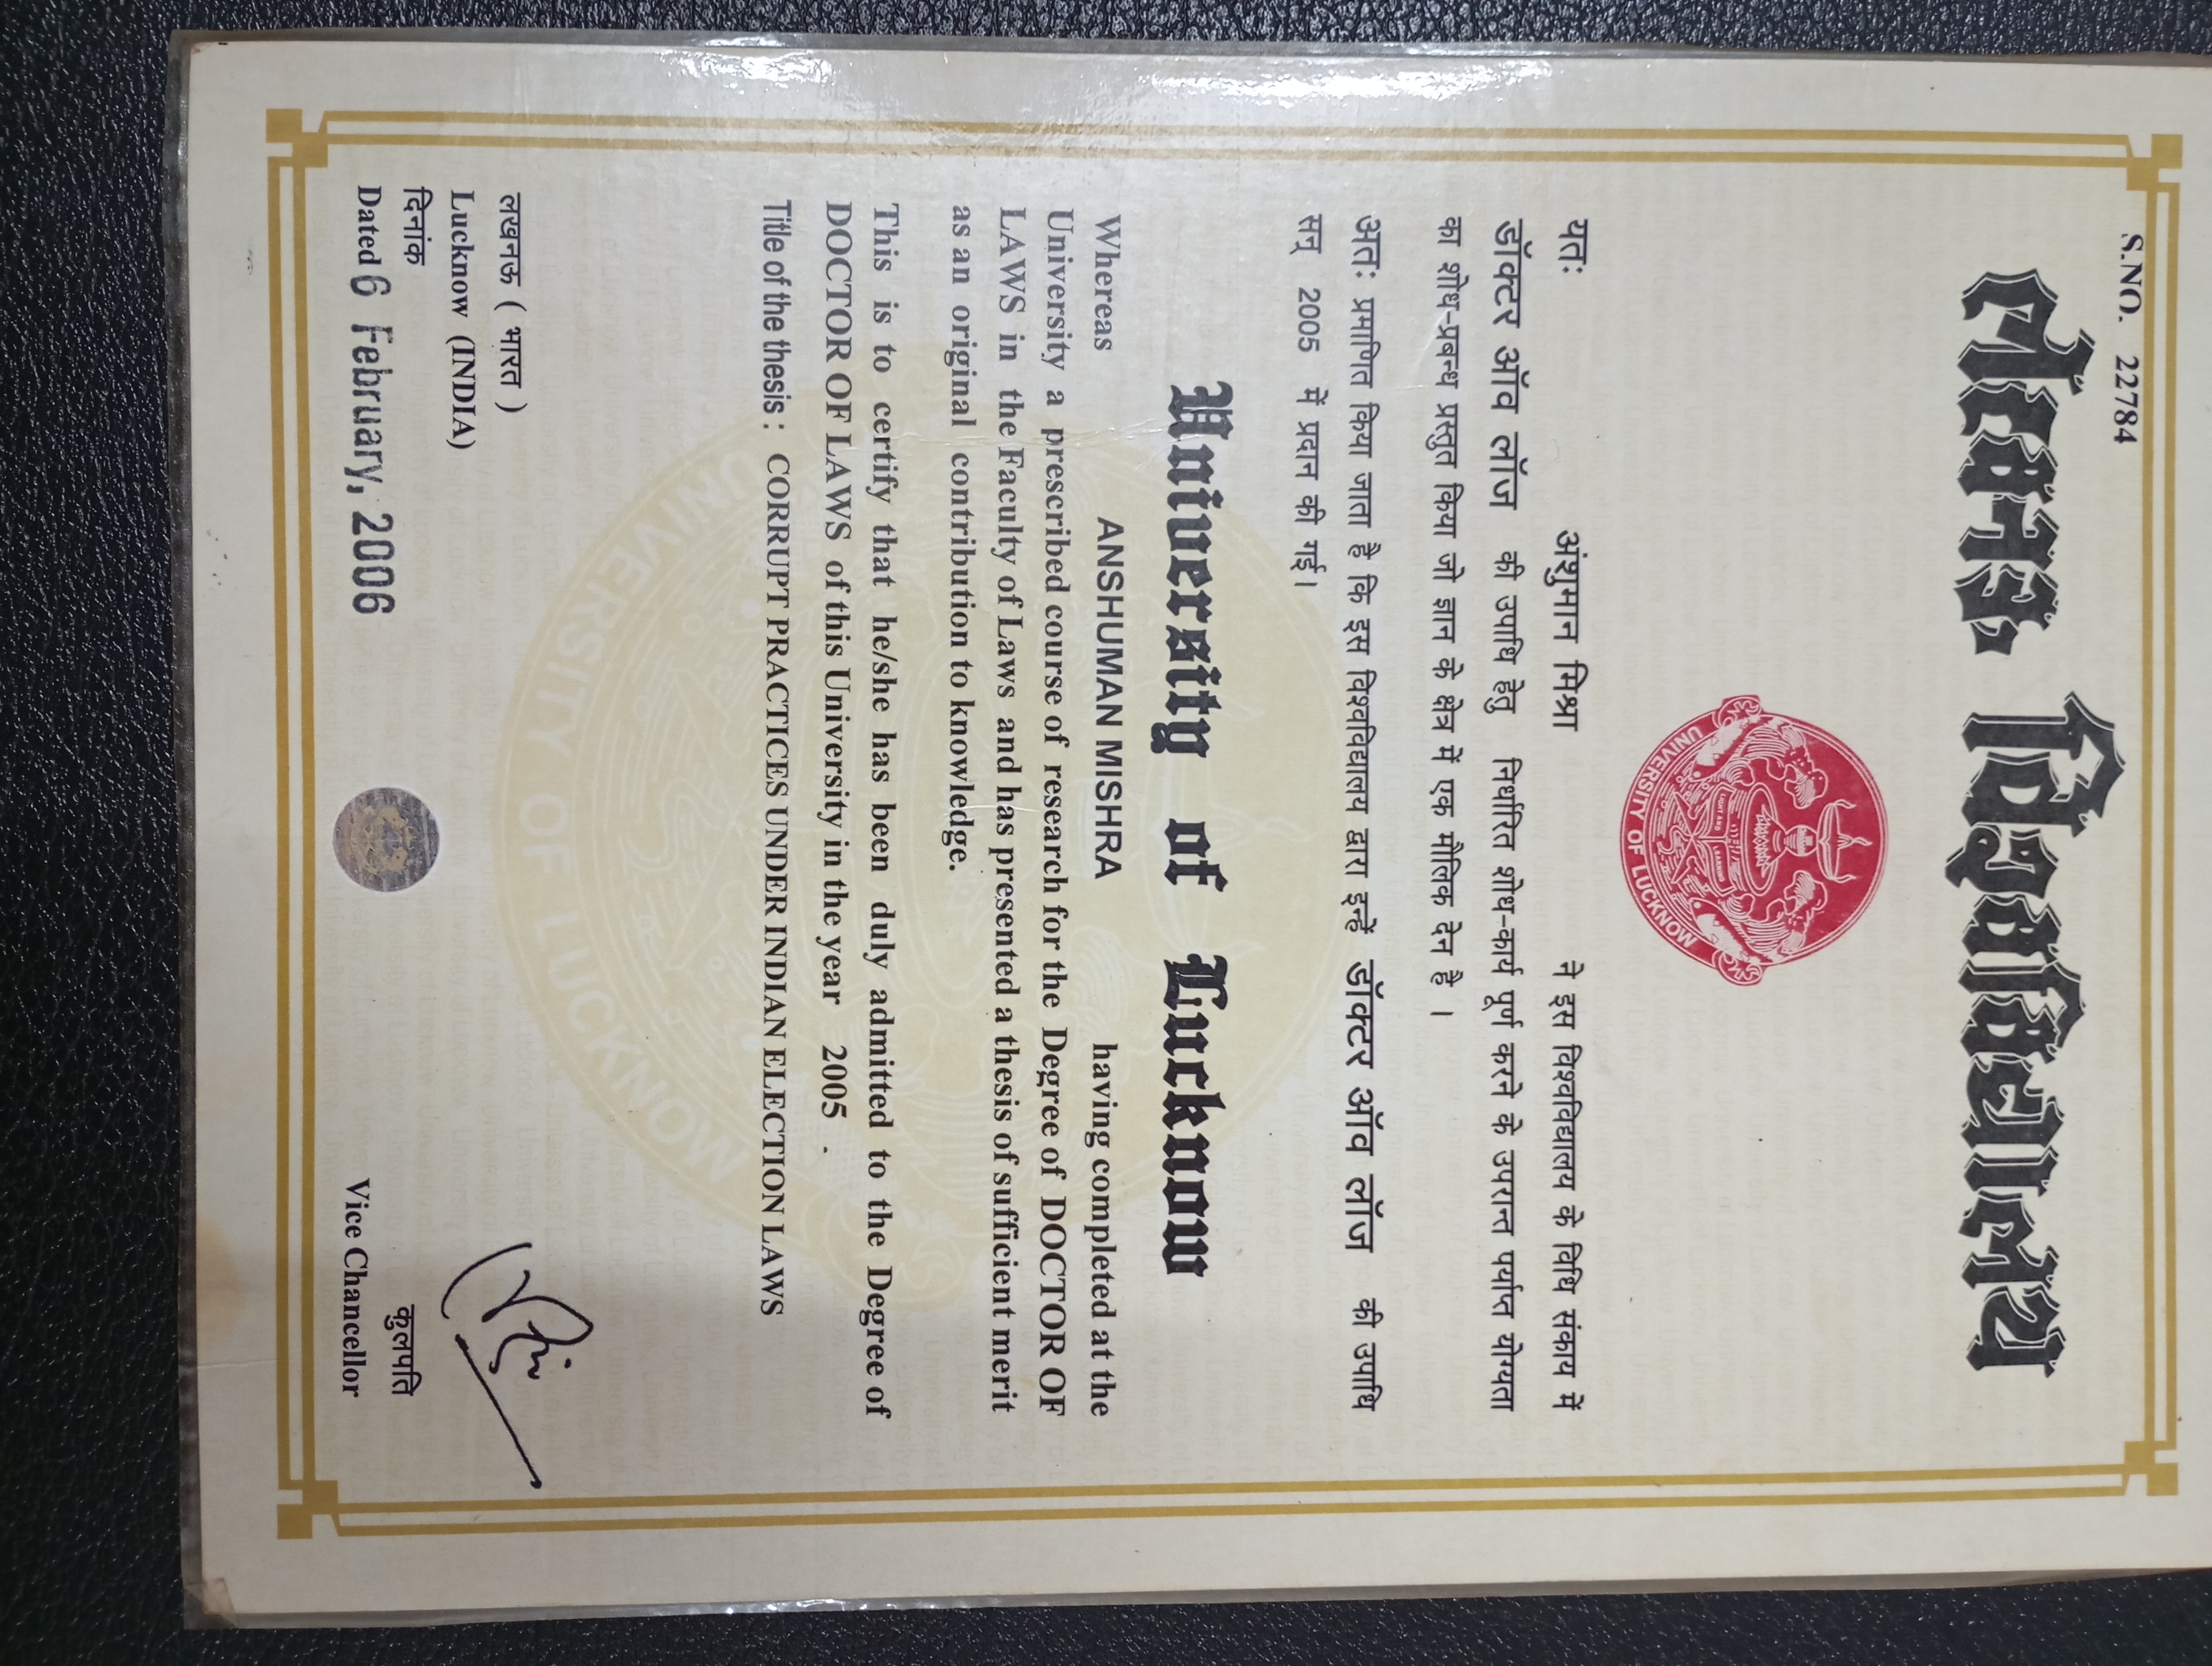 S.NO. 22784
लखनऊ विश्वविद्यालय
UNIVERSITY OF LUCKNOW
यतः अंशुमान मिश्रा ने इस विश्वविद्यालय के विधि संकाय में
डॉक्टर ऑव लॉज की उपाधि हेतु निर्धारित शोध-कार्य पूर्ण करने के उपरान्त पर्याप्त योग्यता
का शोध-प्रबन्ध प्रस्तुत किया जो ज्ञान के क्षेत्र में एक मौलिक देन है ।
अतः प्रमाणित किया जाता है कि इस विश्वविद्यालय द्वारा इन्हें डॉक्टर ऑव लॉज की उपाधि
सन् 2005 में प्रदान की गई।
University of Lucknow
Whereas ANSHUMAN MISHRA having completed at the
University a prescribed course of research for the Degree of DOCTOR OF
LAWS in the Faculty of Laws and has presented a thesis of sufficient merit
as an original contribution to knowledge.
This is to certify that he/she has been duly admitted to the Degree of
DOCTOR OF LAWS of this University in the year 2005 .
Title of the thesis : CORRUPT PRACTICES UNDER INDIAN ELECTION LAWS
UNIVERSITY OF LUCKNOW
लखनऊ ( भारत )
Lucknow (INDIA)
दिनांक
Dated 6 February, 2006
कुलपति
Vice Chancellor